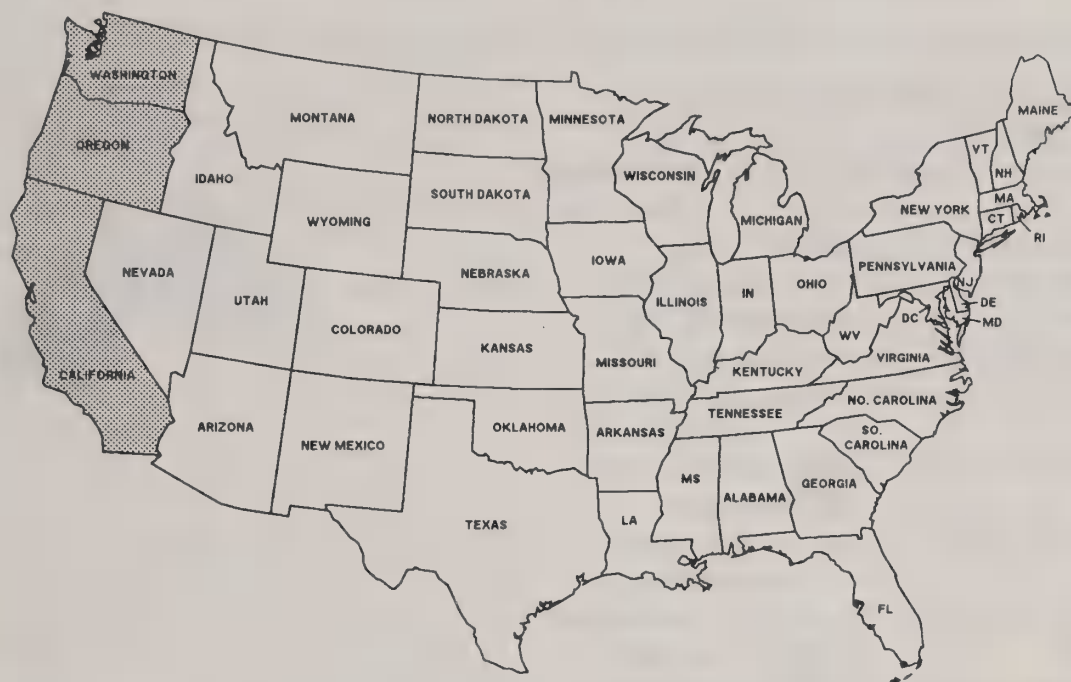 WASHINGTON
OREGON
CALIFORNIA
NEVADA
IDAHO
MONTANA
WYOMING
UTAH
COLORADO
ARIZONA
NEW MEXICO
NORTH DAKOTA
SOUTH DAKOTA
NEBRASKA
KANSAS
OKLAHOMA
TEXAS
MINNESOTA
IOWA
MISSOURI
ARKANSAS
LA
WISCONSIN
ILLINOIS
MICHIGAN
IN
OHIO
KENTUCKY
TENNESSEE
MS
ALABAMA
GEORGIA
FL
SO.
CAROLINA
NO. CAROLINA
VIRGINIA
WV
DC
MD
DE
NJ
PENNSYLVANIA
NEW YORK
CT
RI
MA
VT
NH
MAINE